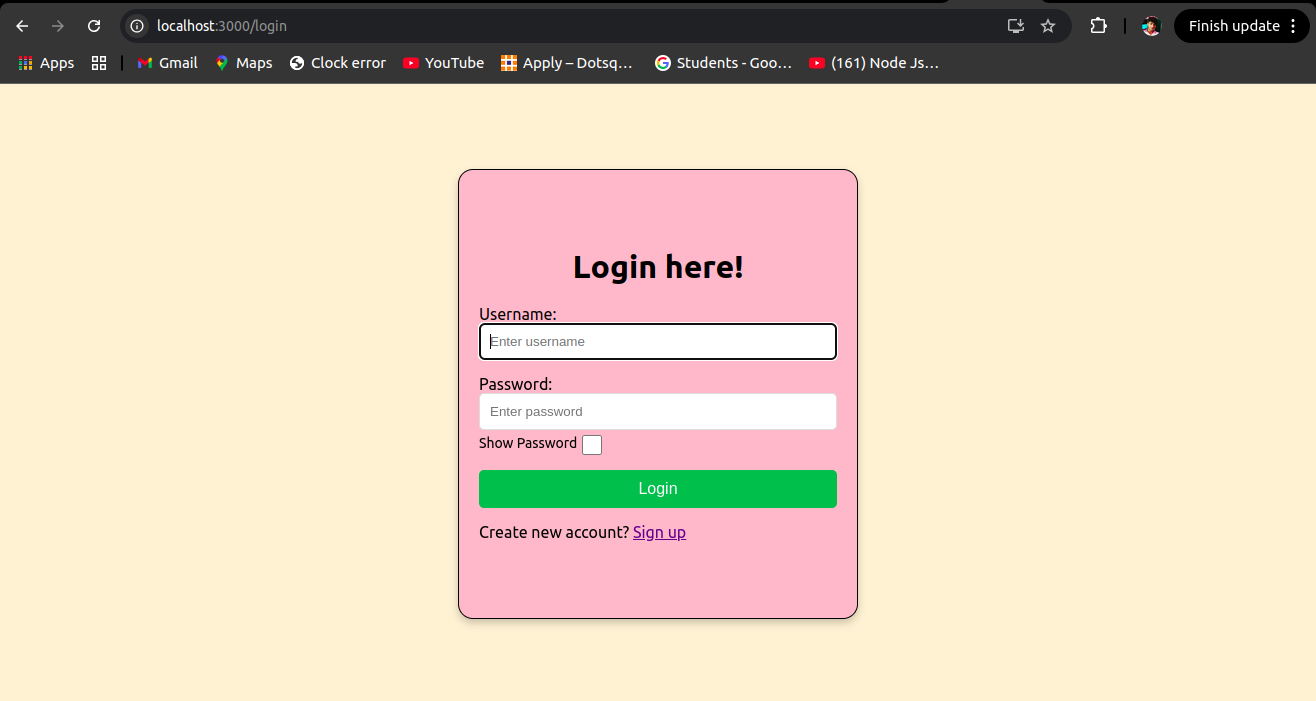 localhost:3000/login
Finish update
Apps Gmail Maps Clock error YouTube Apply – Dotsq… Students - Goo… (161) Node Js…
Login here!
Username:
Enter username
Password:
Enter password
Show Password
Login
Create new account? Sign up